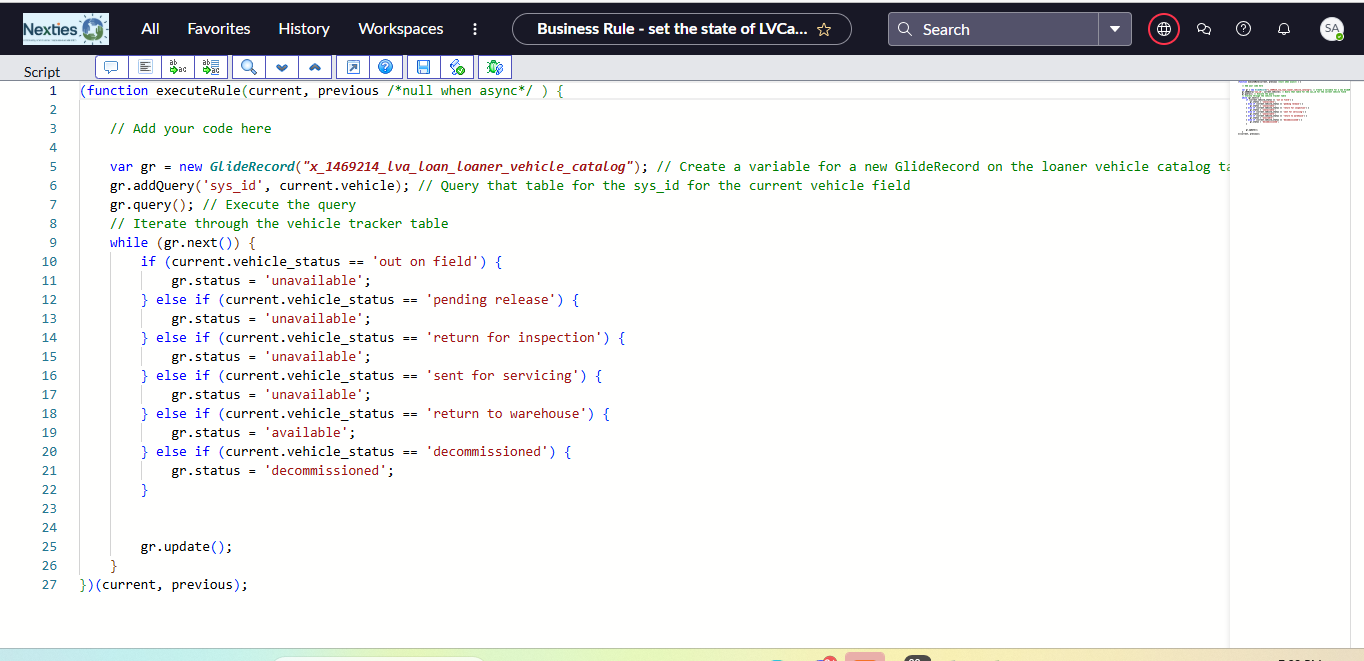 Nexties All Favorites History Workspaces Business Rule - set the state of LVCa... Search SA
Script
1 (function executeRule(current, previous /*null when async*/ ) {
2
3 // Add your code here
4
5 var gr = new GlideRecord("x_1469214_lva_loan_loaner_vehicle_catalog"); // Create a variable for a new GlideRecord on the loaner vehicle catalog ta
6 gr.addQuery('sys_id', current.vehicle); // Query that table for the sys_id for the current vehicle field
7 gr.query(); // Execute the query
8 // Iterate through the vehicle tracker table
9 while (gr.next()) {
10 if (current.vehicle_status == 'out on field') {
11 gr.status = 'unavailable';
12 } else if (current.vehicle_status == 'pending release') {
13 gr.status = 'unavailable';
14 } else if (current.vehicle_status == 'return for inspection') {
15 gr.status = 'unavailable';
16 } else if (current.vehicle_status == 'sent for servicing') {
17 gr.status = 'unavailable';
18 } else if (current.vehicle_status == 'return to warehouse') {
19 gr.status = 'available';
20 } else if (current.vehicle_status == 'decommissioned') {
21 gr.status = 'decommissioned';
22 }
23
24
25 gr.update();
26 }
27 })(current, previous);